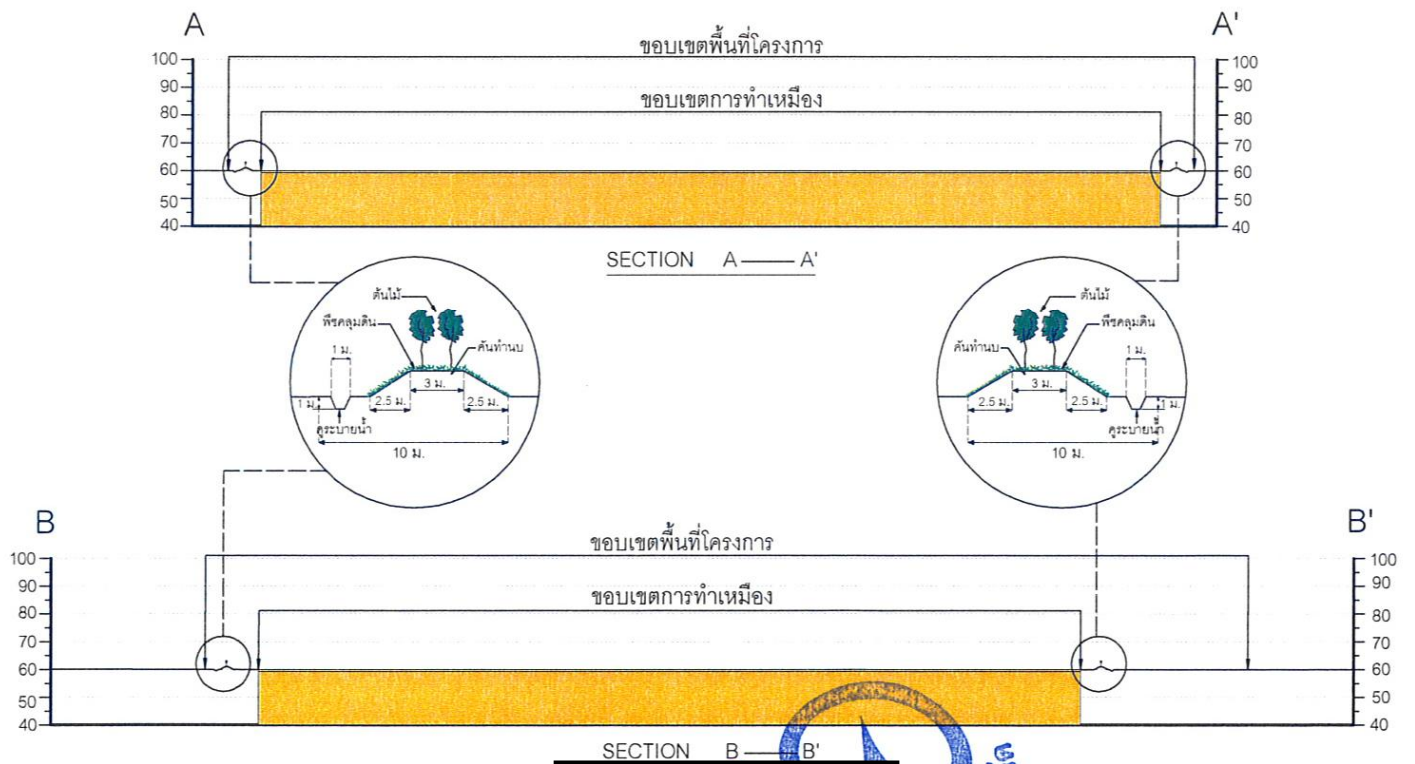 A A'
ขอบเขตพื้นที่โครงการ
100 100
90 90
ขอบเขตการทำเหมือง
80 80
70 70
60 60
50 50
40 40
SECTION A A'
ต้นไม้
พืชคลุมดิน
1 ม.
คันทำนบ
3 ม.
1 ม.
2.5 ม. 2.5 ม.
คูระบายน้ำ
10 ม.
ต้นไม้
พืชคลุมดิน
1 ม.
คันทำนบ
3 ม.
2.5 ม. 2.5 ม.
1 ม.
คูระบายน้ำ
10 ม.
B B'
ขอบเขตพื้นที่โครงการ
100 100
90 90
ขอบเขตการทำเหมือง
80 80
70 70
60 60
50 50
40 40
SECTION B B'